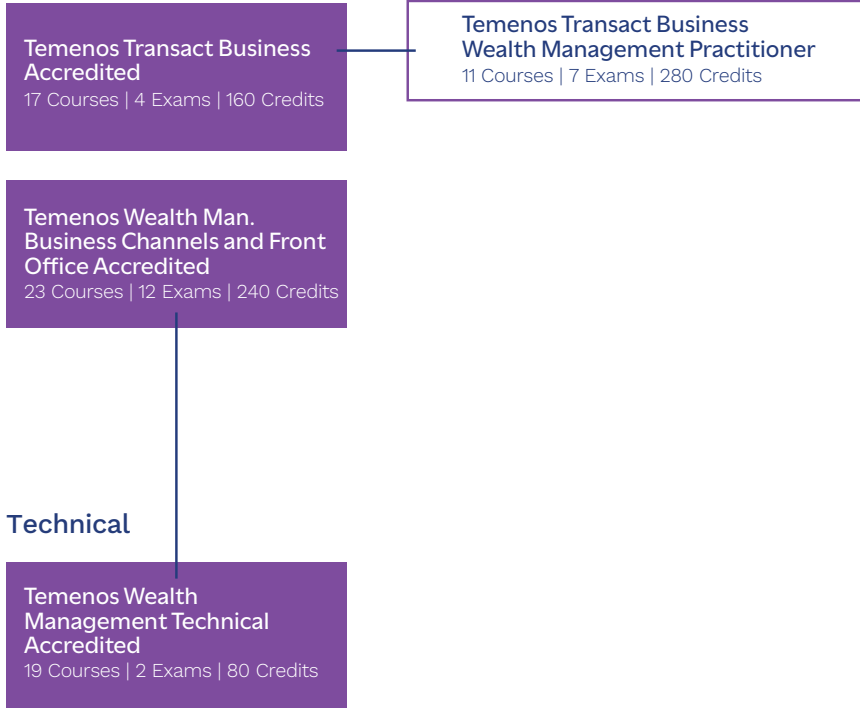 Temenos Transact Business
Accredited
17 Courses | 4 Exams | 160 Credits
Temenos Transact Business
Wealth Management Practitioner
11 Courses | 7 Exams | 280 Credits
Temenos Wealth Man.
Business Channels and Front
Office Accredited
23 Courses | 12 Exams | 240 Credits
Technical
Temenos Wealth
Management Technical
Accredited
19 Courses | 2 Exams | 80 Credits